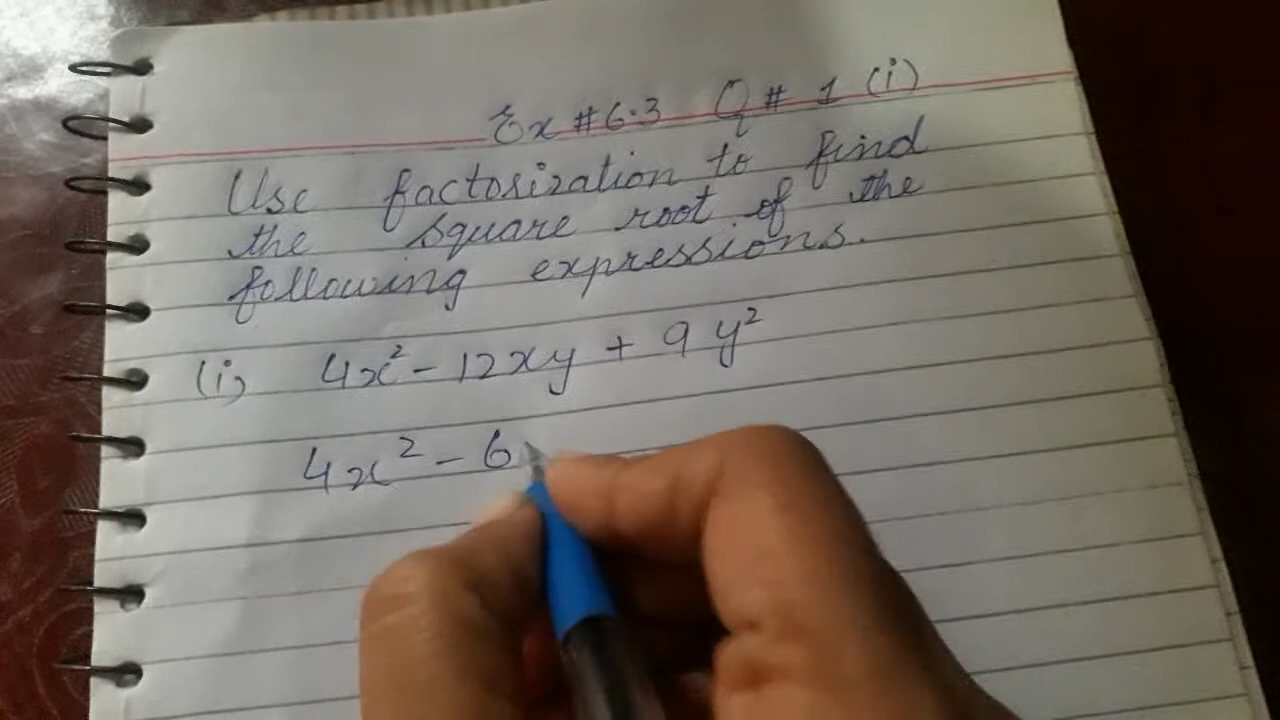 Ex # 6.3 Q # 1 (i)
Use factorization to find
the square root of the
following expressions.
(i) 4x² - 12xy + 9y²
4x² - 6